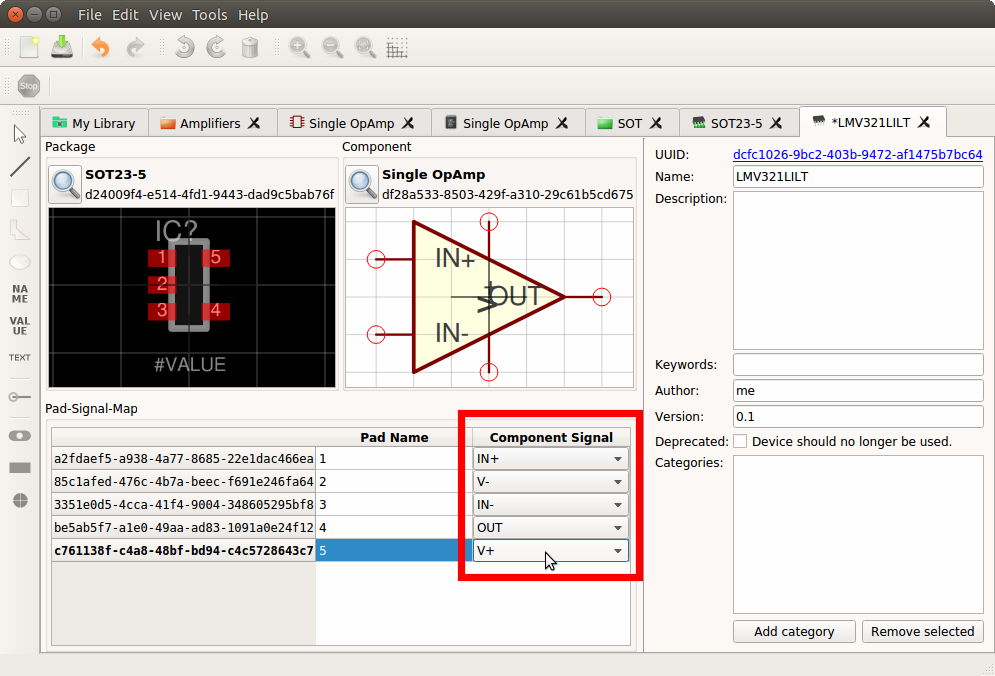 File Edit View Tools Help
Stop
My Library Amplifiers Single OpAmp Single OpAmp SOT SOT23-5 *LMV321LILT
Package
SOT23-5
d24009f4-e514-4fd1-9443-dad9c5bab76f
IC?
1 5
2
3 4
#VALUE
Component
Single OpAmp
df28a533-8503-429f-a310-29c61b5cd675
IN+
OUT
IN-
NA
ME
VAL
UE
TEXT
Pad-Signal-Map
Pad Name Component Signal
a2fdaef5-a938-4a77-8685-22e1dac466ea 1 IN+
85c1afed-476c-4b7a-beec-f691e246fa64 2 V-
3351e0d5-4cca-41f4-9004-348605295bf8 3 IN-
be5ab5f7-a1e0-49aa-ad83-1091a0e24f12 4 OUT
c761138f-c4a8-48bf-bd94-c4c5728643c7 5 V+
UUID: dcfc1026-9bc2-403b-9472-af1475b7bc64
Name: LMV321LILT
Description:
Keywords:
Author: me
Version: 0.1
Deprecated: Device should no longer be used.
Categories:
Add category Remove selected